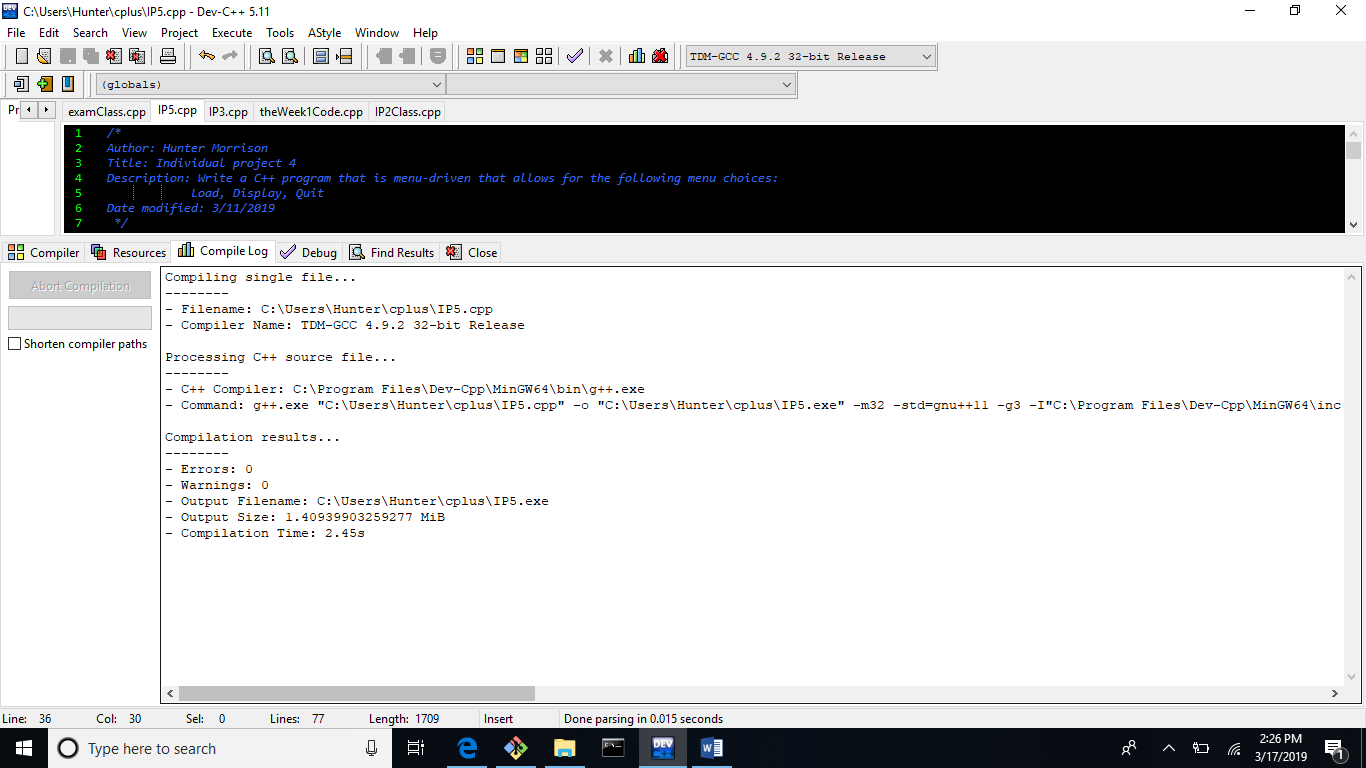 C:\Users\Hunter\cplus\IP5.cpp - Dev-C++ 5.11
File Edit Search View Project Execute Tools AStyle Window Help
TDM-GCC 4.9.2 32-bit Release
(globals)
Pr examClass.cpp IP5.cpp IP3.cpp theWeek1Code.cpp IP2Class.cpp
1 /*
2 Author: Hunter Morrison
3 Title: Individual project 4
4 Description: Write a C++ program that is menu-driven that allows for the following menu choices:
5 Load, Display, Quit
6 Date modified: 3/11/2019
7 */
Compiler Resources Compile Log Debug Find Results Close
Abort Compilation
Shorten compiler paths
Compiling single file...
--------
- Filename: C:\Users\Hunter\cplus\IP5.cpp
- Compiler Name: TDM-GCC 4.9.2 32-bit Release
Processing C++ source file...
--------
- C++ Compiler: C:\Program Files\Dev-Cpp\MinGW64\bin\g++.exe
- Command: g++.exe "C:\Users\Hunter\cplus\IP5.cpp" -o "C:\Users\Hunter\cplus\IP5.exe" -m32 -std=gnu++11 -g3 -I"C:\Program Files\Dev-Cpp\MinGW64\inc
Compilation results...
--------
- Errors: 0
- Warnings: 0
- Output Filename: C:\Users\Hunter\cplus\IP5.exe
- Output Size: 1.40939903259277 MiB
- Compilation Time: 2.45s
Line: 36 Col: 30 Sel: 0 Lines: 77 Length: 1709 Insert Done parsing in 0.015 seconds
Type here to search
DEV
2:26 PM
3/17/2019
1